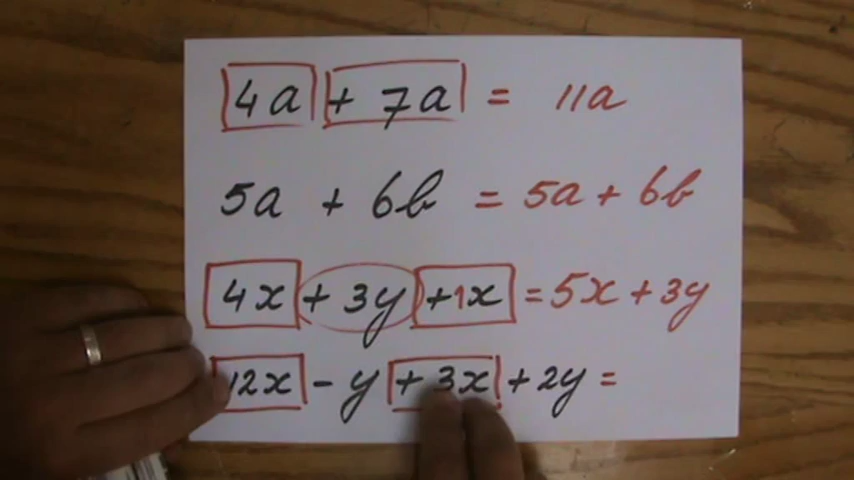 4a + 7a = 11a
5a + 6b = 5a + 6b
4x + 3y + 1x = 5x + 3y
12x - y + 3x + 2y =